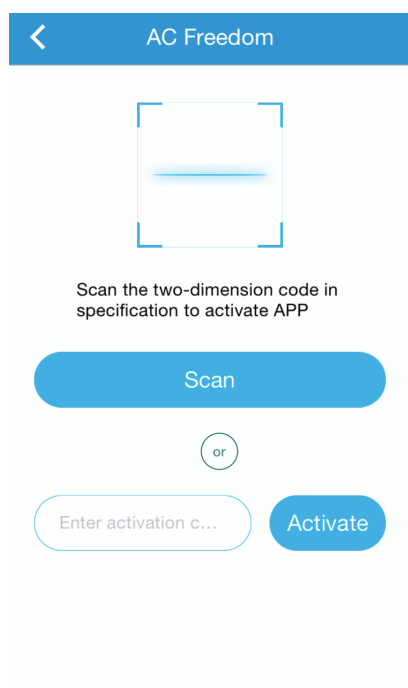 AC Freedom
Scan the two-dimension code in
specification to activate APP
Scan
or
Enter activation c...
Activate